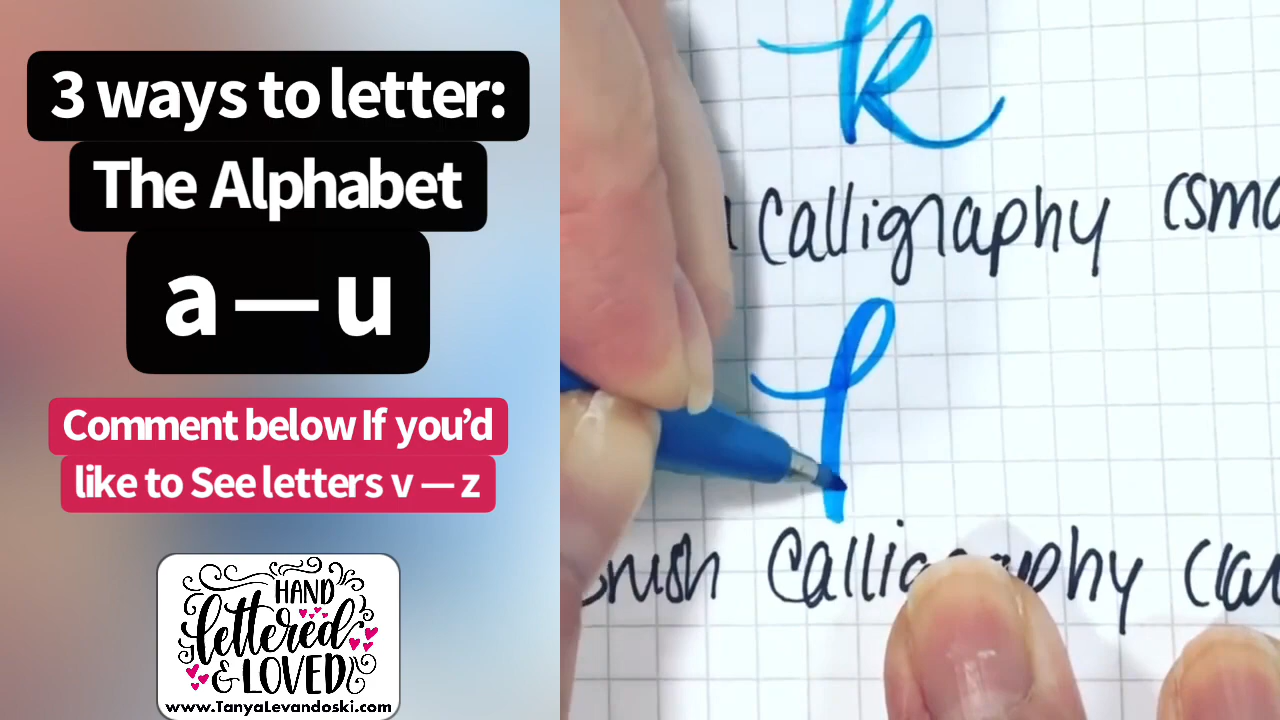 3 ways to letter:
The Alphabet
a — u
Comment below If you'd
like to See letters v — z
HAND
lettered
& LOVED
www.TanyaLevandoski.com
k
calligraphy